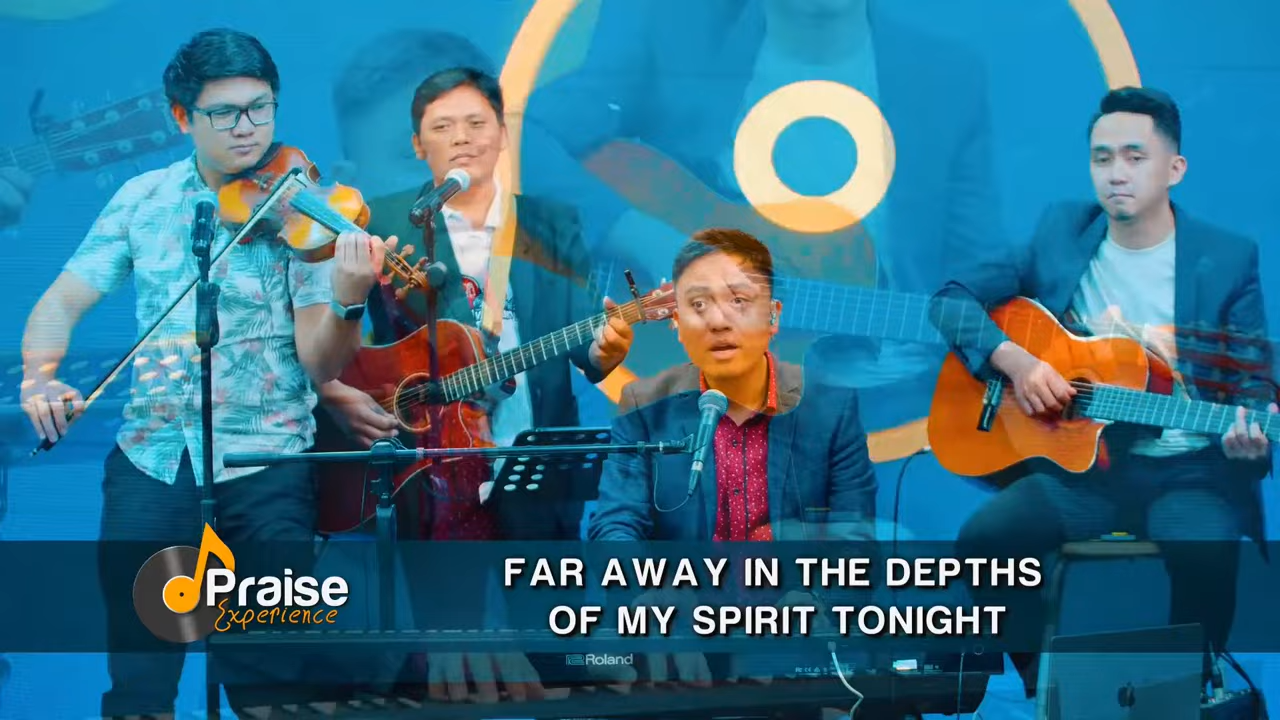 Praise
Experience
FAR AWAY IN THE DEPTHS
OF MY SPIRIT TONIGHT
Roland